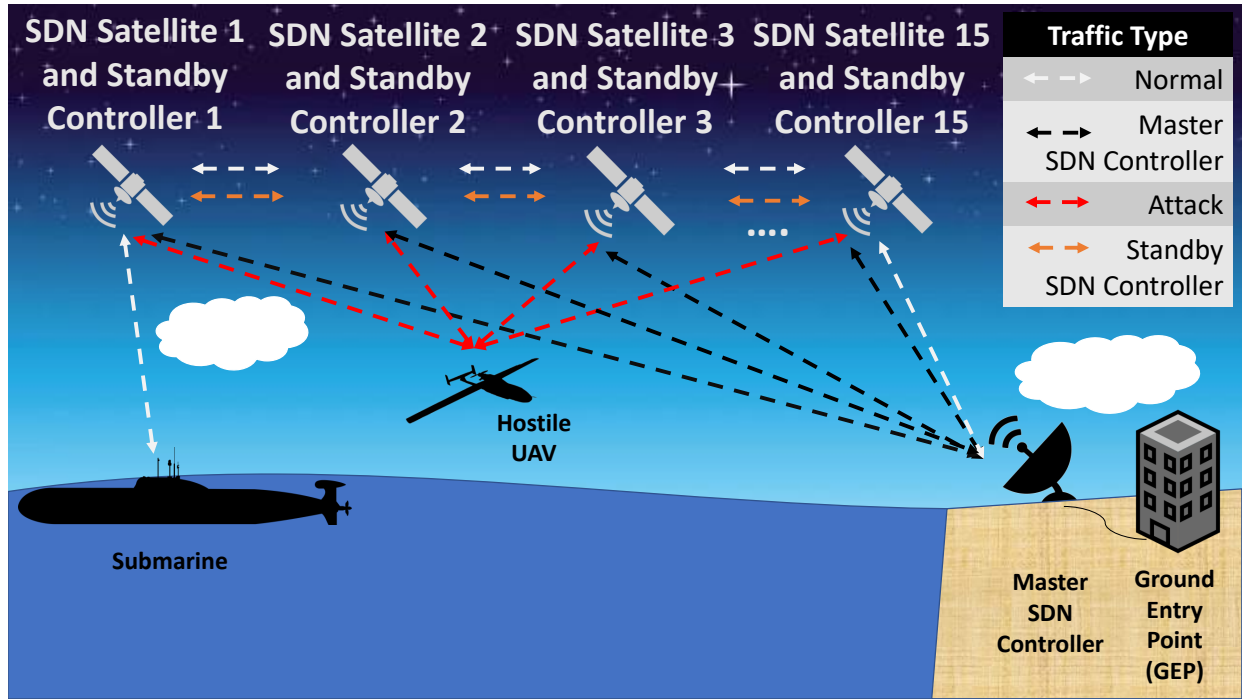 SDN Satellite 1
and Standby
Controller 1
SDN Satellite 2
and Standby
Controller 2
SDN Satellite 3
and Standby
Controller 3
SDN Satellite 15
and Standby
Controller 15
Traffic Type
Normal
Master
SDN Controller
Attack
Standby
SDN Controller
....
Hostile
UAV
Submarine
Master
SDN
Controller
Ground
Entry
Point
(GEP)